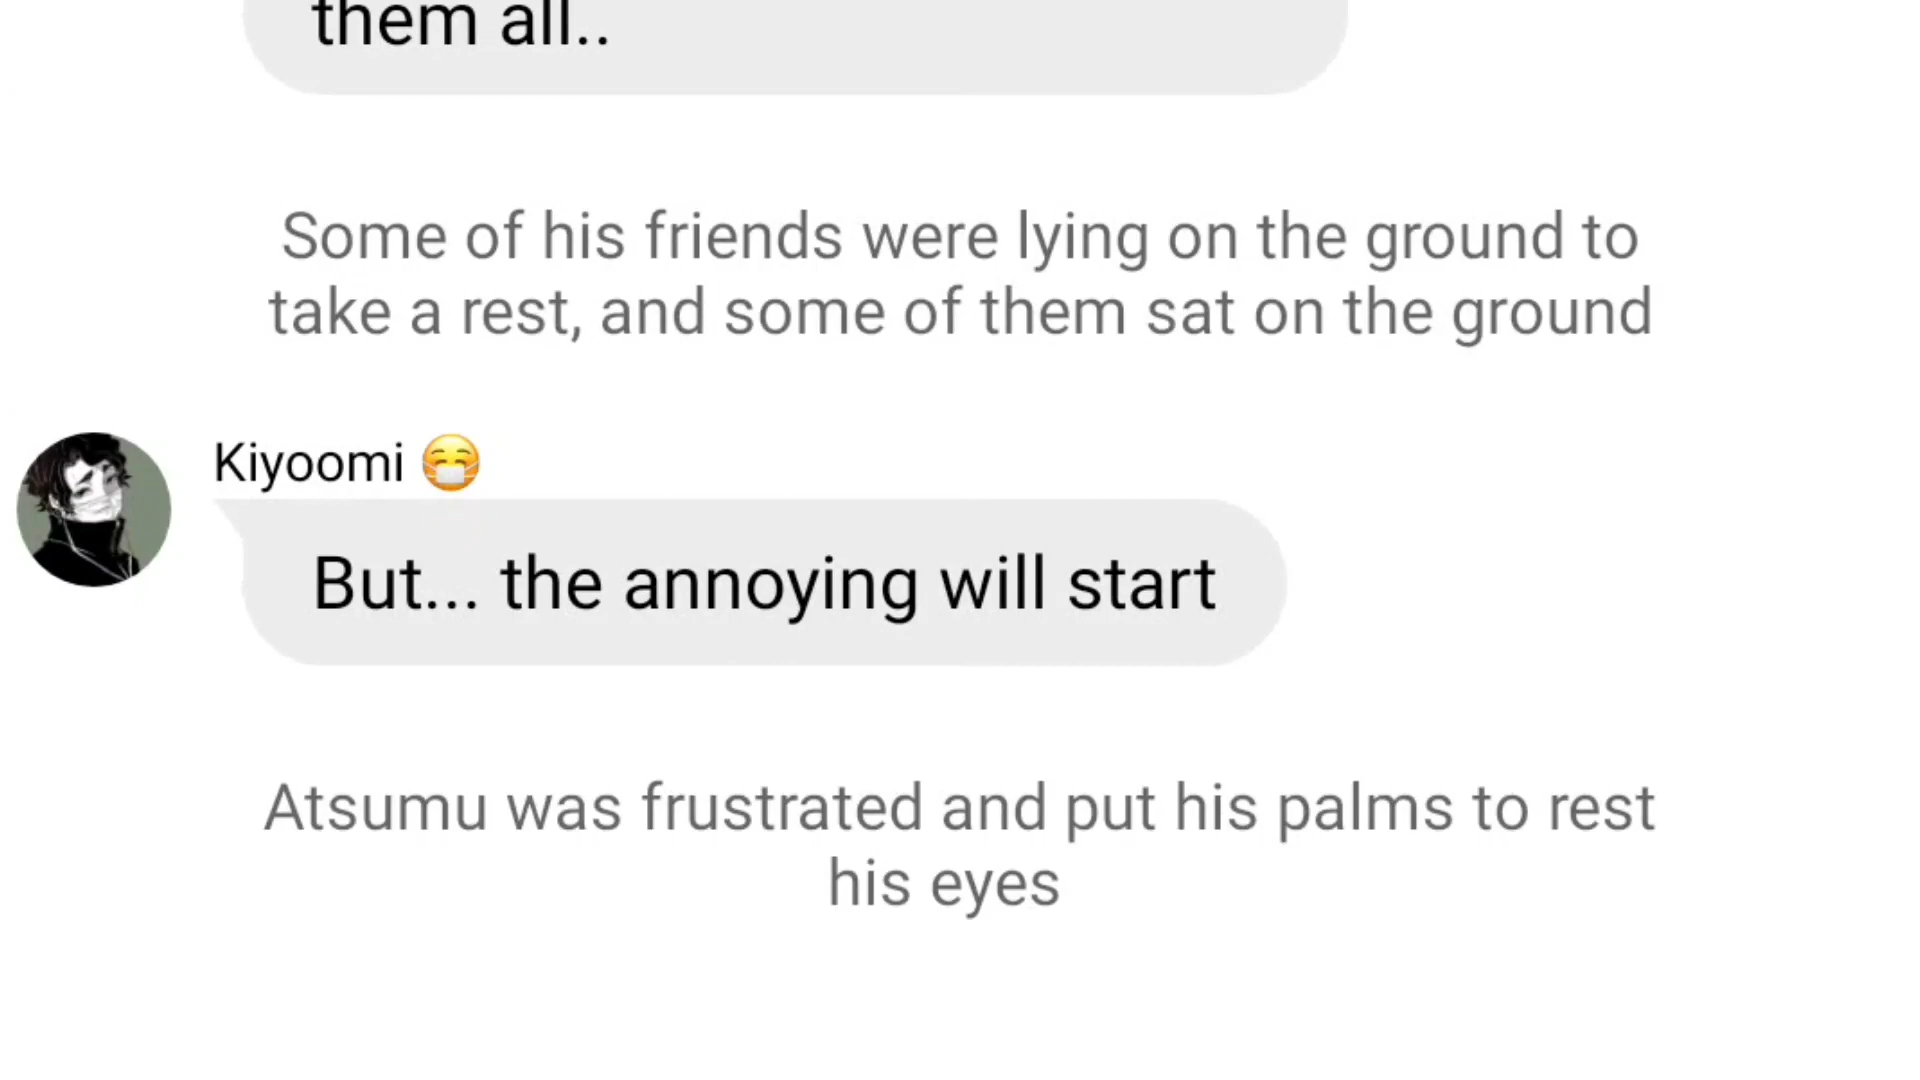 them all..
Some of his friends were lying on the ground to
take a rest, and some of them sat on the ground
Kiyoomi 😷
But... the annoying will start
Atsumu was frustrated and put his palms to rest
his eyes